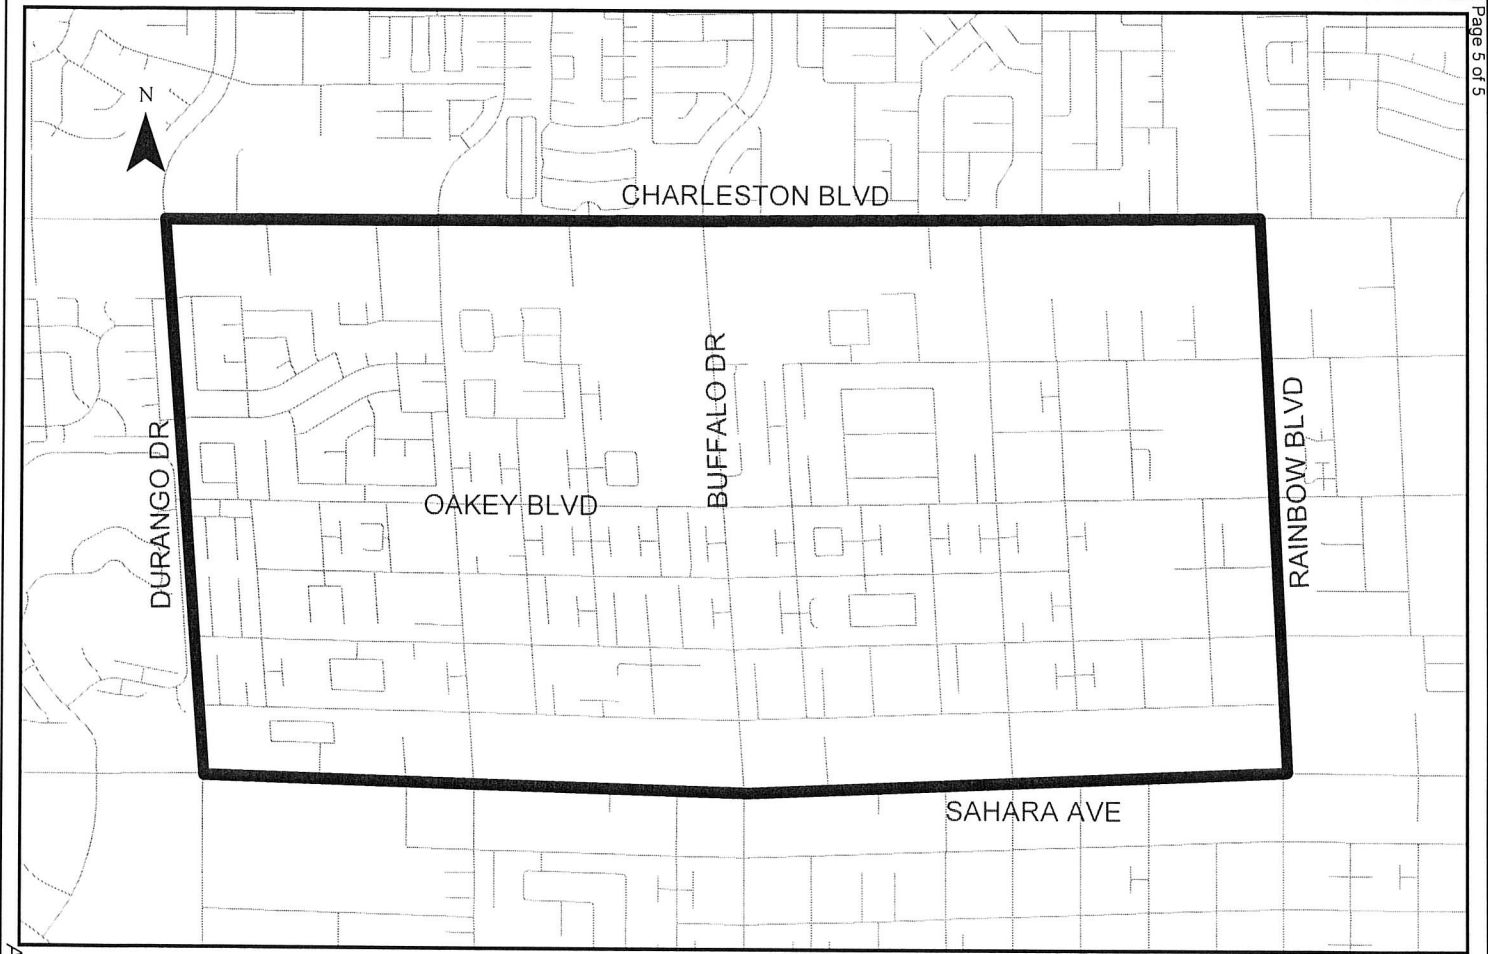 Page 5 of 5
N
CHARLESTON BLVD
BUFFALO DR
RAINBOW BLVD
DURANGO DR
OAKEY BLVD
SAHARA AVE